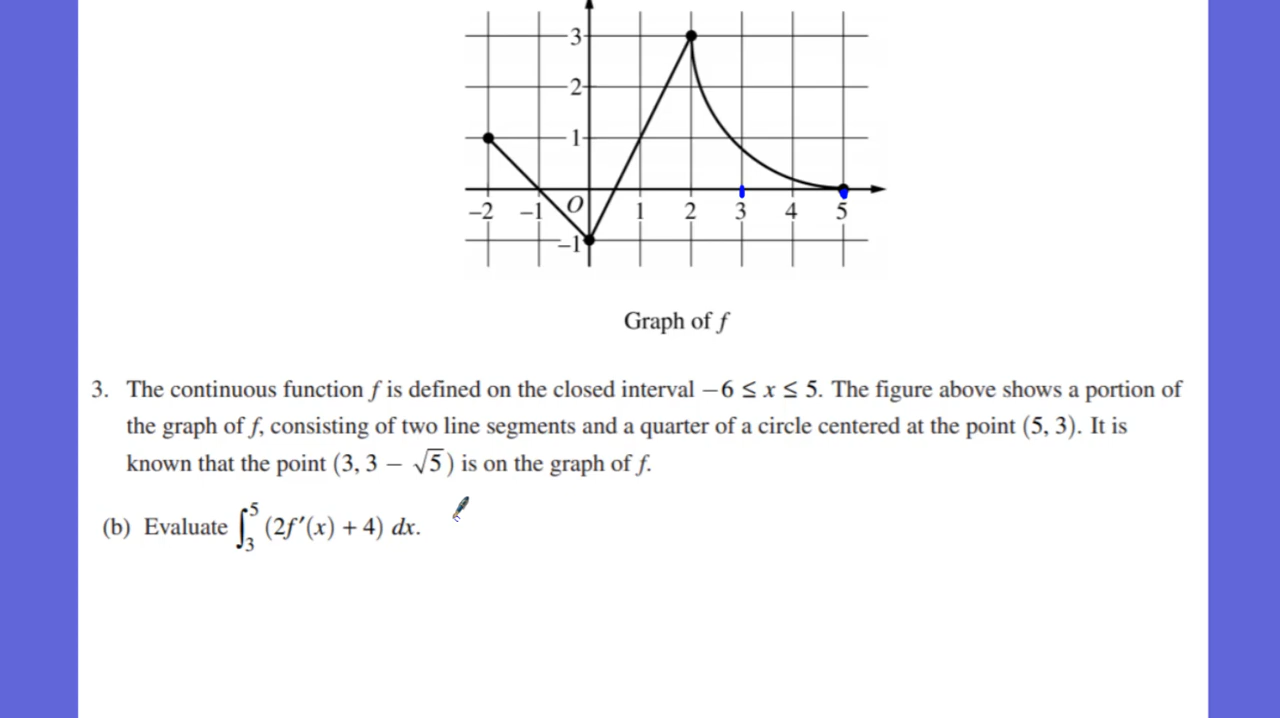 3
2
1
−2 −1 O 1 2 3 4 5
−1
Graph of f
3. The continuous function f is defined on the closed interval −6 ≤ x ≤ 5. The figure above shows a portion of
the graph of f, consisting of two line segments and a quarter of a circle centered at the point (5, 3). It is
known that the point (3, 3 − √5) is on the graph of f.
(b) Evaluate ∫₃⁵ (2f′(x) + 4) dx.